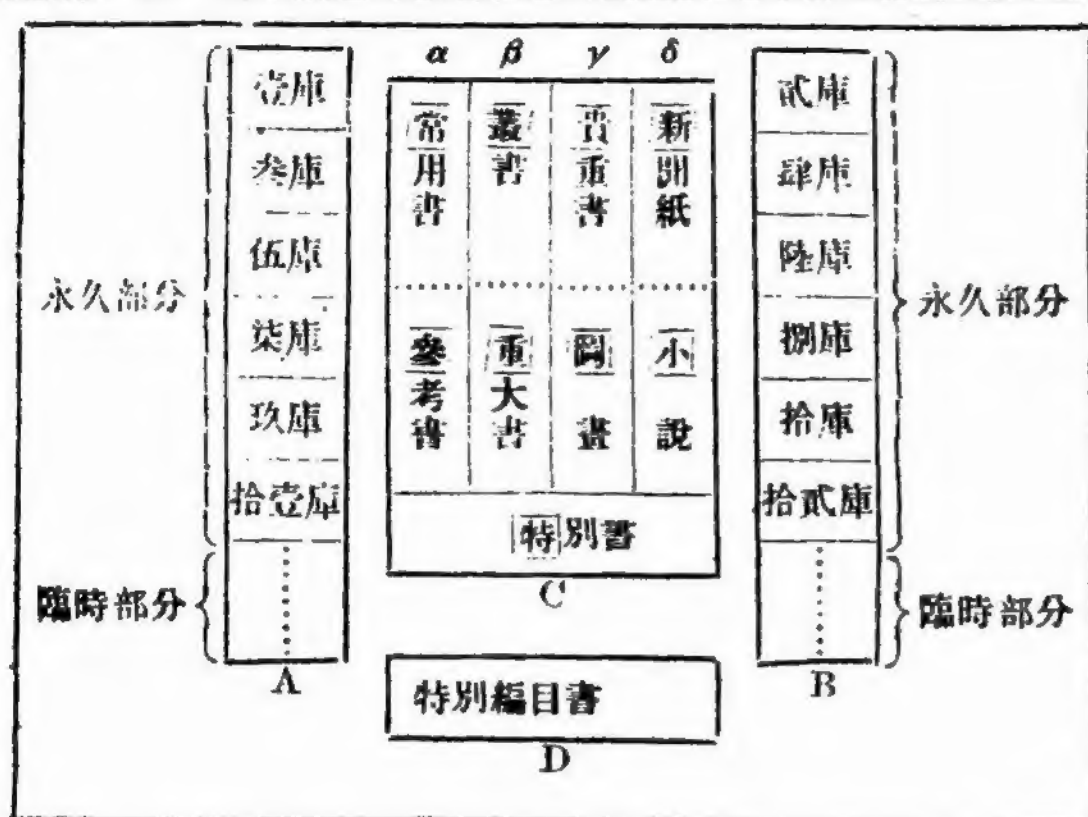 永久部分
臨時部分
壹庫
叁庫
伍庫
柒庫
玖庫
拾壹庫
A
α β γ δ
常用書
叢書
貴重書
新聞紙
參考書
重大書
圖畫
小說
特別書
C
特別編目書
D
貳庫
肆庫
陸庫
捌庫
拾庫
拾貳庫
B
永久部分
臨時部分